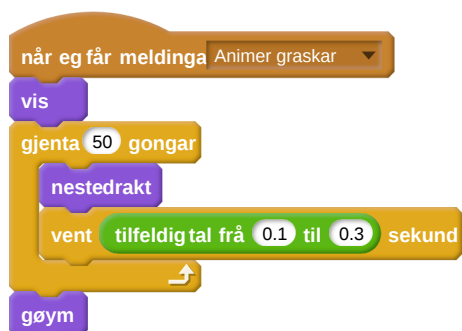 når eg får meldinga Animer graskar
vis
gjenta 50 gongar
nestedrakt
vent tilfeldig tal frå 0.1 til 0.3 sekund
gøym